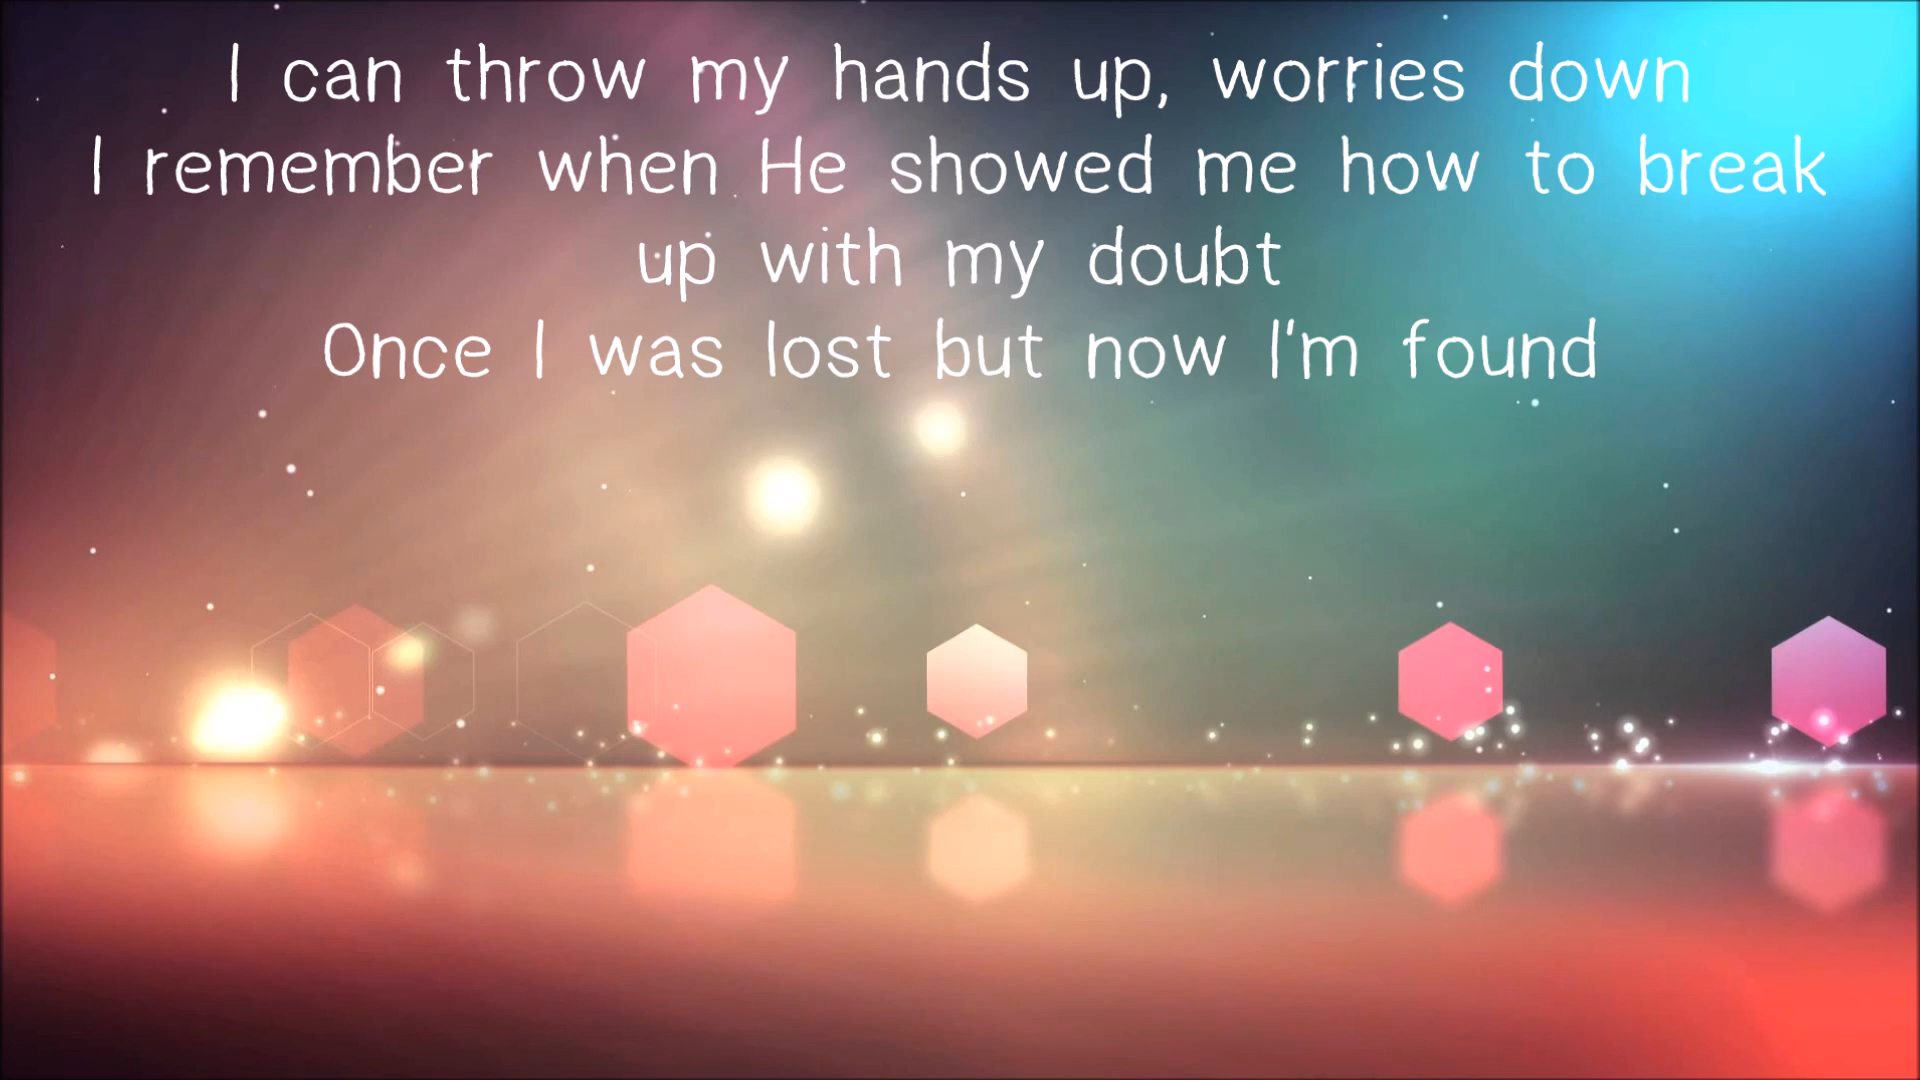 I can throw my hands up, worries down
I remember when He showed me how to break
up with my doubt
Once I was lost but now I'm found